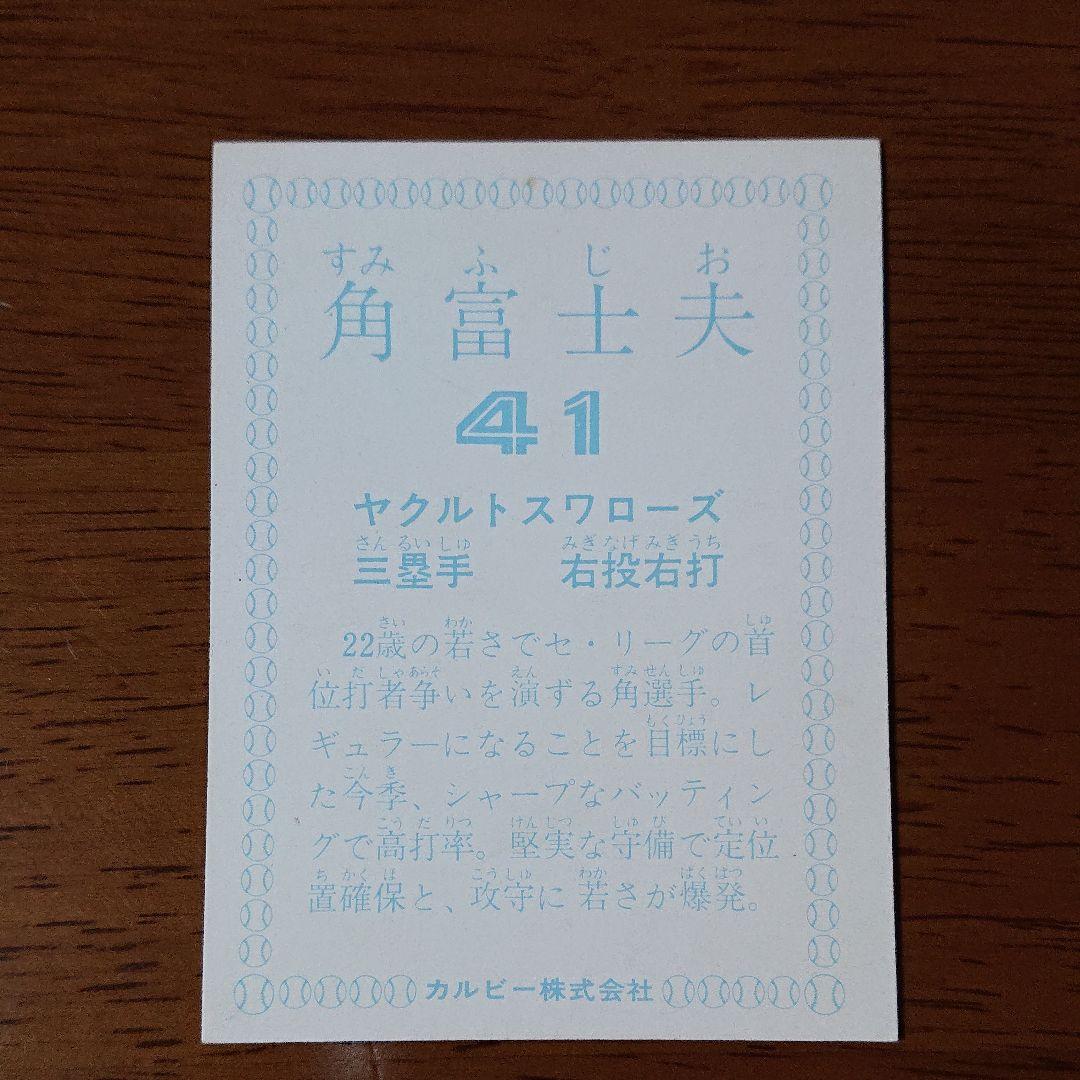 すみ ふ じ お
角富士夫
41
ヤクルトスワローズ
さん るい しゅ みぎ なげ みぎ うち
三塁手 右投右打
さい わか しゅ
22歳の若さでセ・リーグの首
い だ しゃ あらそ えん すみ せん しゅ
位打者争いを演ずる角選手。レ
もく ひょう
ギュラーになることを目標にし
こん き
た今季、シャープなバッティン
こう だ りつ けん じつ しゅ び てい い
グで高打率。堅実な守備で定位
ち かく ほ こう しゅ わか ばく はつ
置確保と、攻守に若さが爆発。
カルビー株式会社